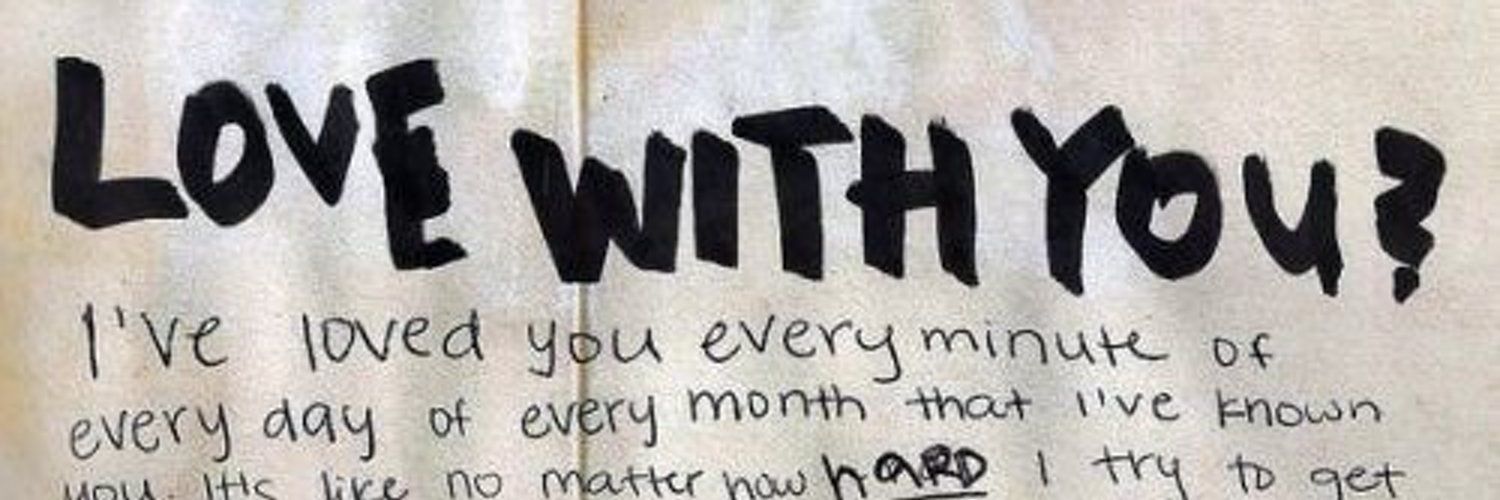 LOVE WITH YOU?
I've loved you every minute of
every day of every month that I've known
you. It's like no matter how hARD I try to get